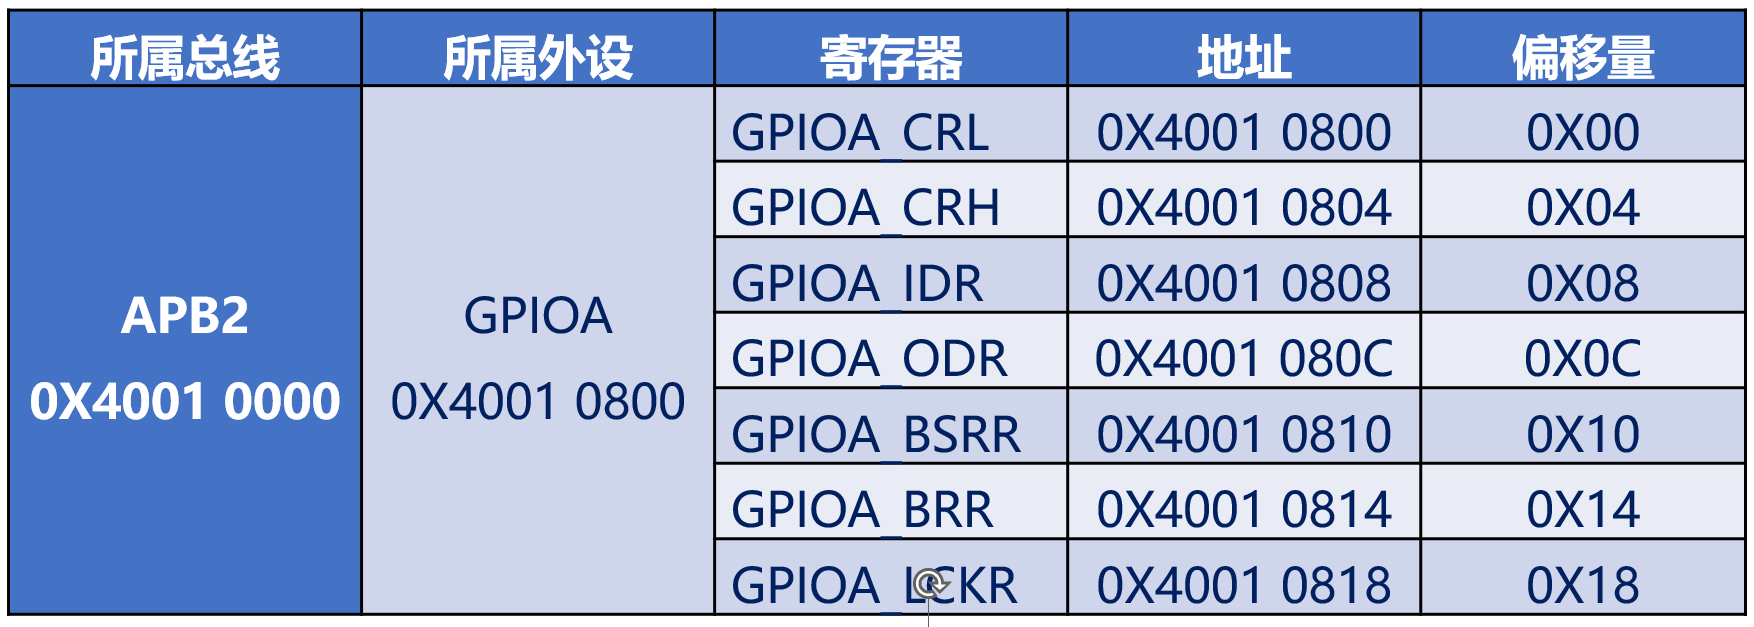 所属总线 所属外设 寄存器 地址 偏移量
APB2
0X4001 0000
GPIOA
0X4001 0800
GPIOA_CRL 0X4001 0800 0X00
GPIOA_CRH 0X4001 0804 0X04
GPIOA_IDR 0X4001 0808 0X08
GPIOA_ODR 0X4001 080C 0X0C
GPIOA_BSRR 0X4001 0810 0X10
GPIOA_BRR 0X4001 0814 0X14
GPIOA_LCKR 0X4001 0818 0X18